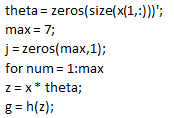 theta = zeros(size(x(1,:)))';
max = 7;
j = zeros(max,1);
for num = 1:max
z = x * theta;
g = h(z);